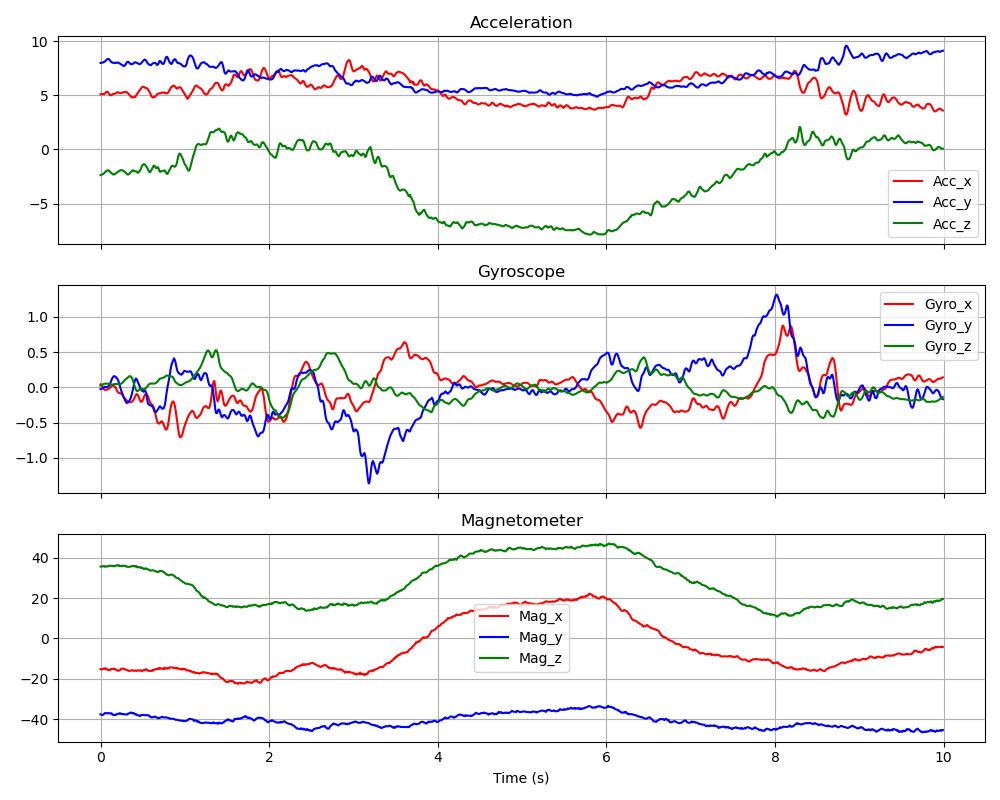 Acceleration
10
5
0
−5
Acc_x
Acc_y
Acc_z
Gyroscope
1.0
0.5
0.0
−0.5
−1.0
Gyro_x
Gyro_y
Gyro_z
Magnetometer
40
20
0
−20
−40
Mag_x
Mag_y
Mag_z
0 2 4 6 8 10
Time (s)